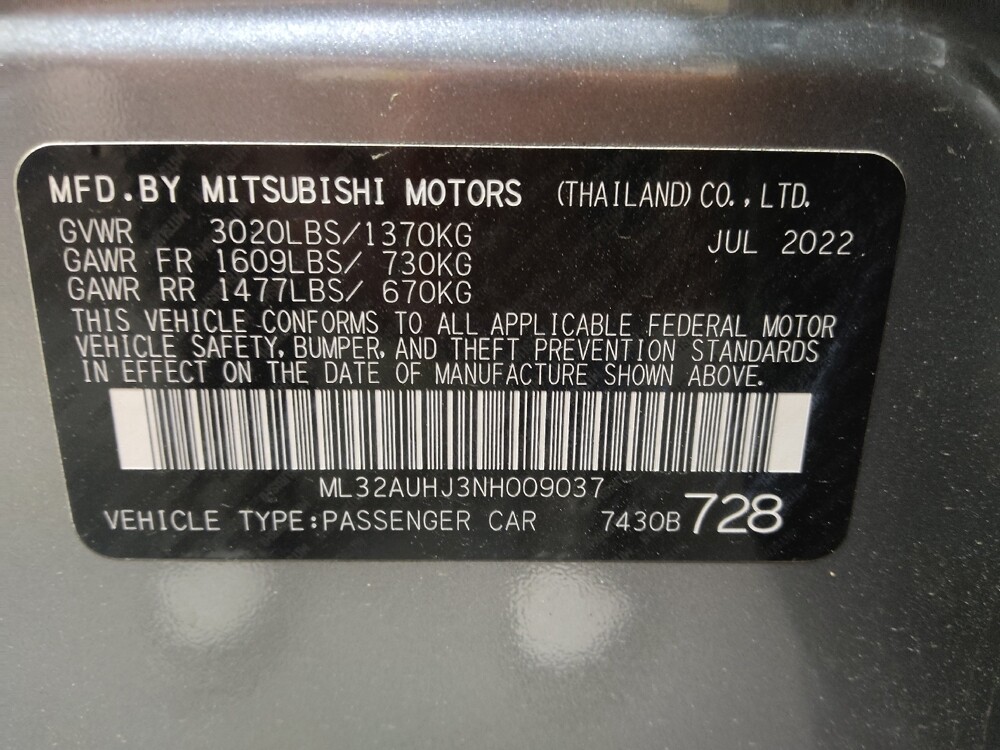 MFD.BY MITSUBISHI MOTORS (THAILAND) CO., LTD.
GVWR 3020LBS/1370KG JUL 2022
GAWR FR 1609LBS/ 730KG
GAWR RR 1477LBS/ 670KG
THIS VEHICLE CONFORMS TO ALL APPLICABLE FEDERAL MOTOR
VEHICLE SAFETY, BUMPER, AND THEFT PREVENTION STANDARDS
IN EFFECT ON THE DATE OF MANUFACTURE SHOWN ABOVE.
ML32AUHJ3NH009037
VEHICLE TYPE:PASSENGER CAR 7430B 728